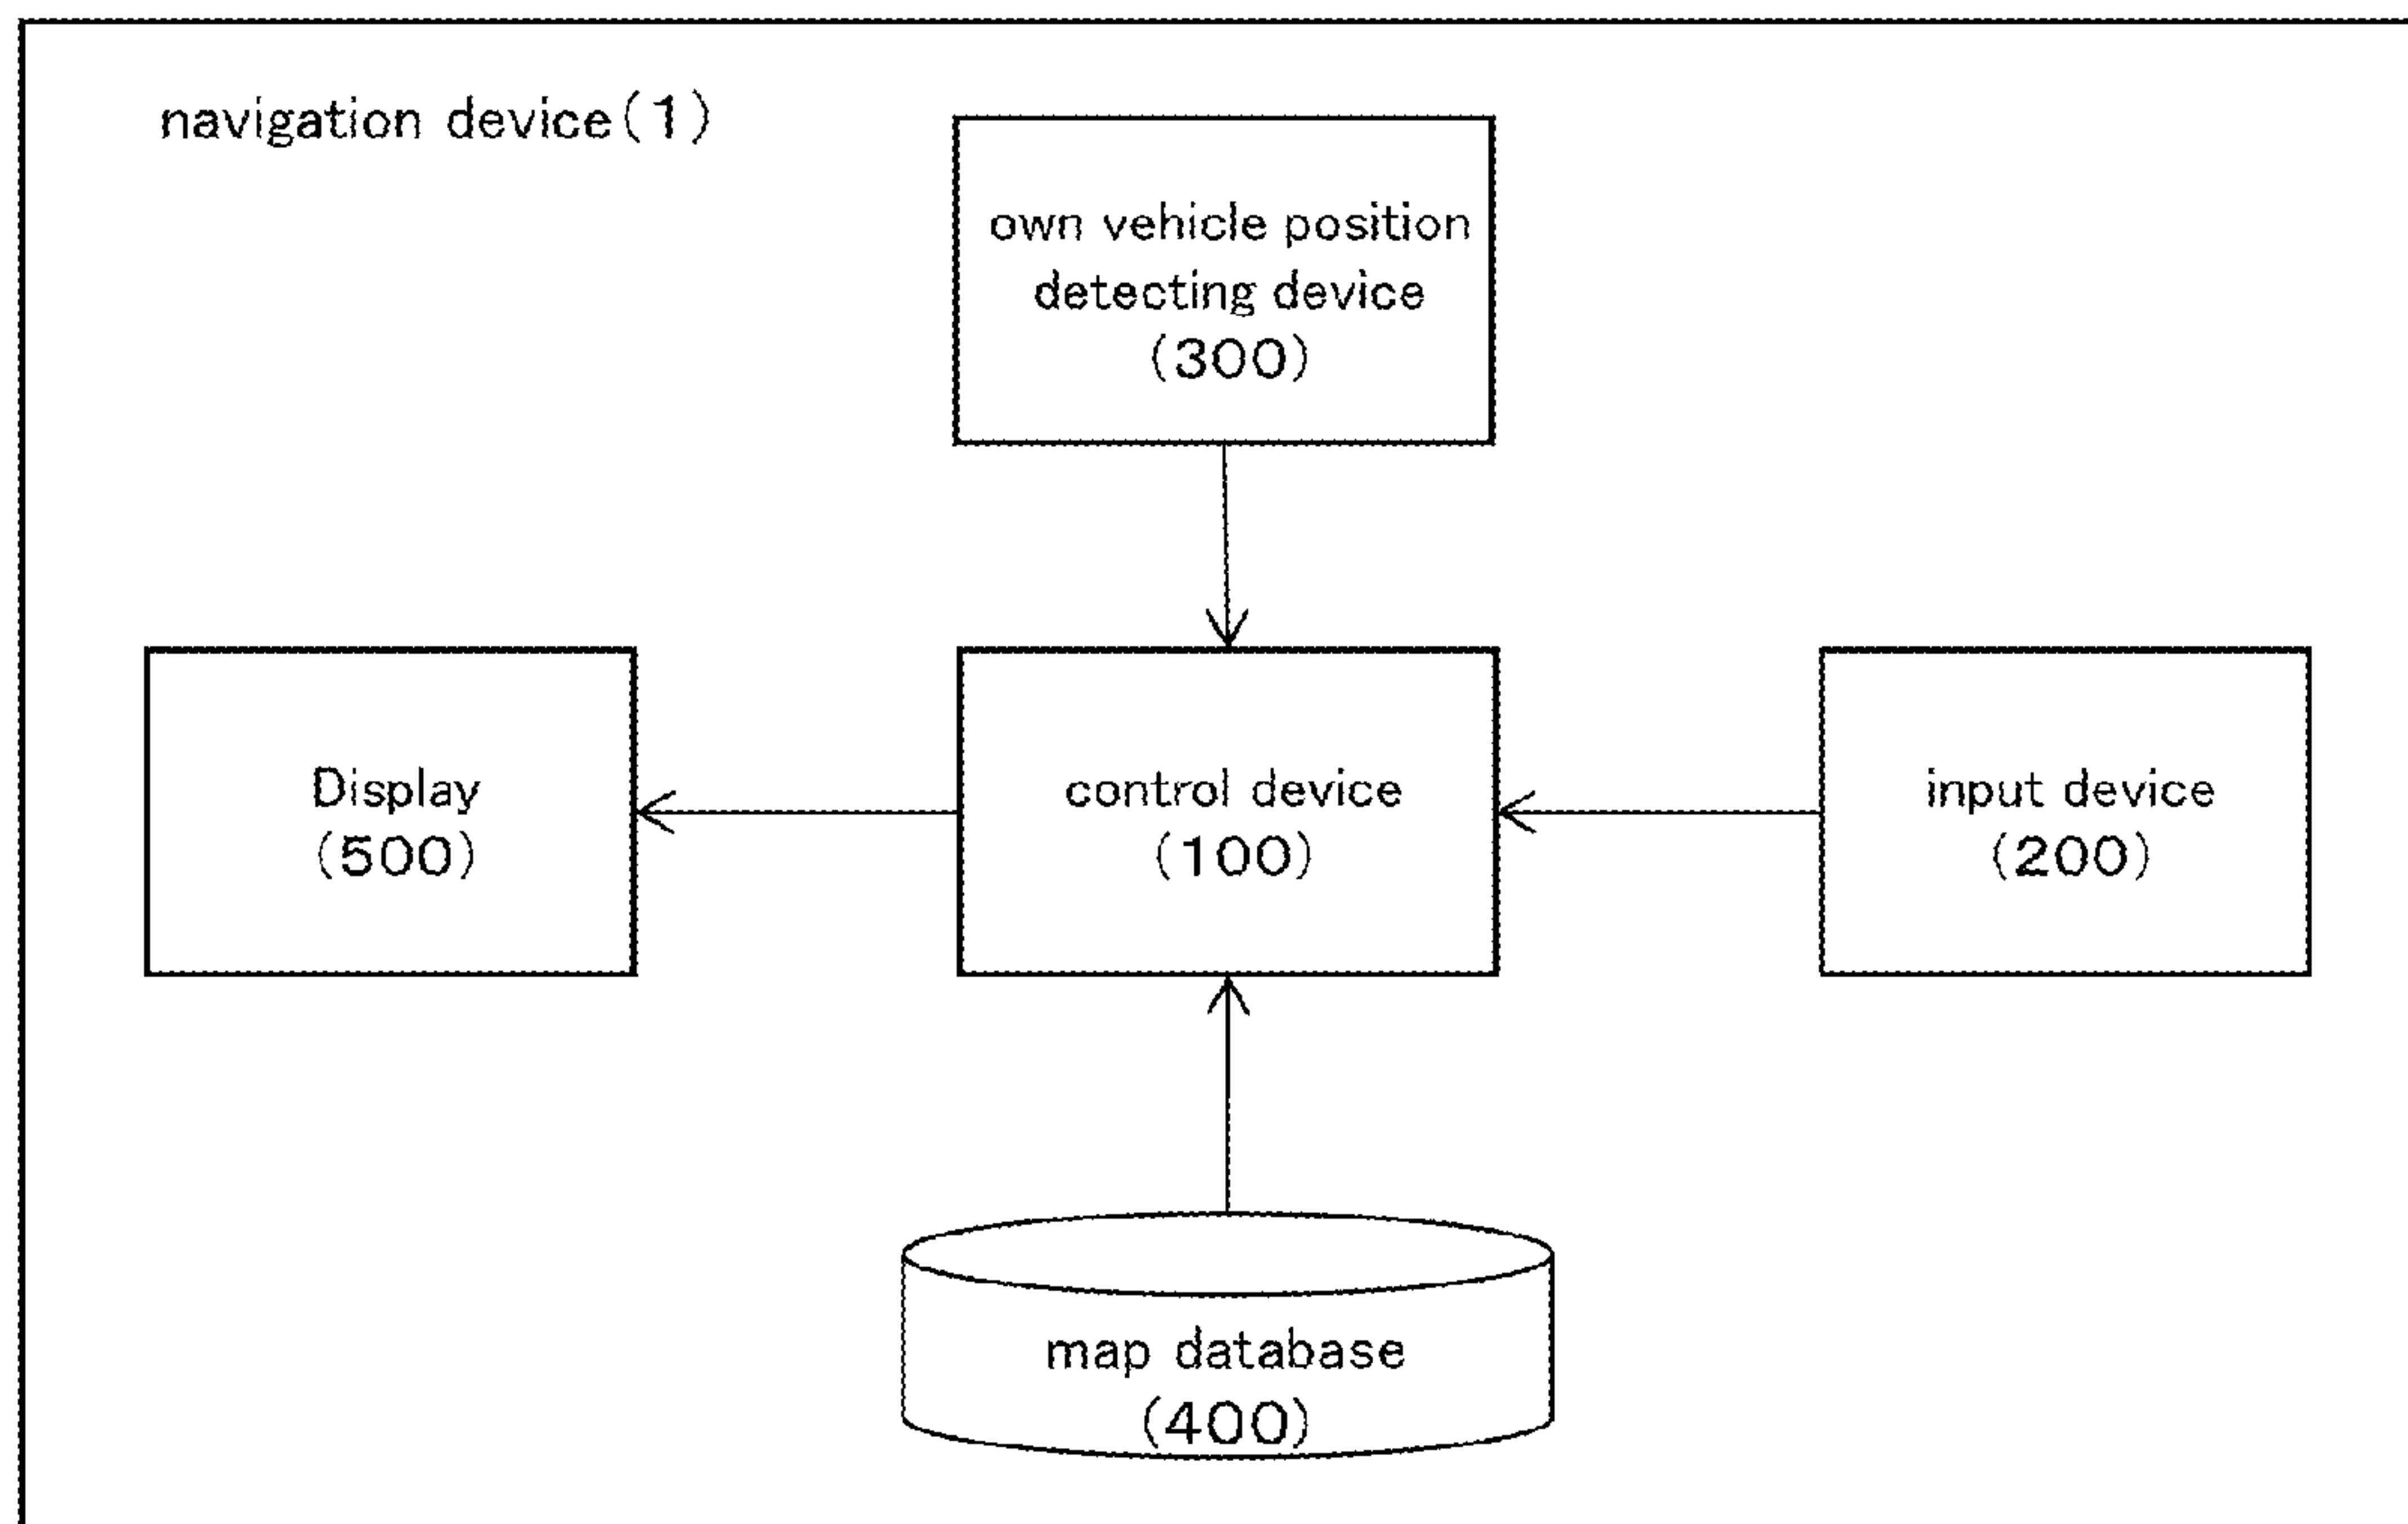 navigation device(1)
own vehicle position
detecting device
(300)
Display
(500)
control device
(100)
input device
(200)
map database
(400)